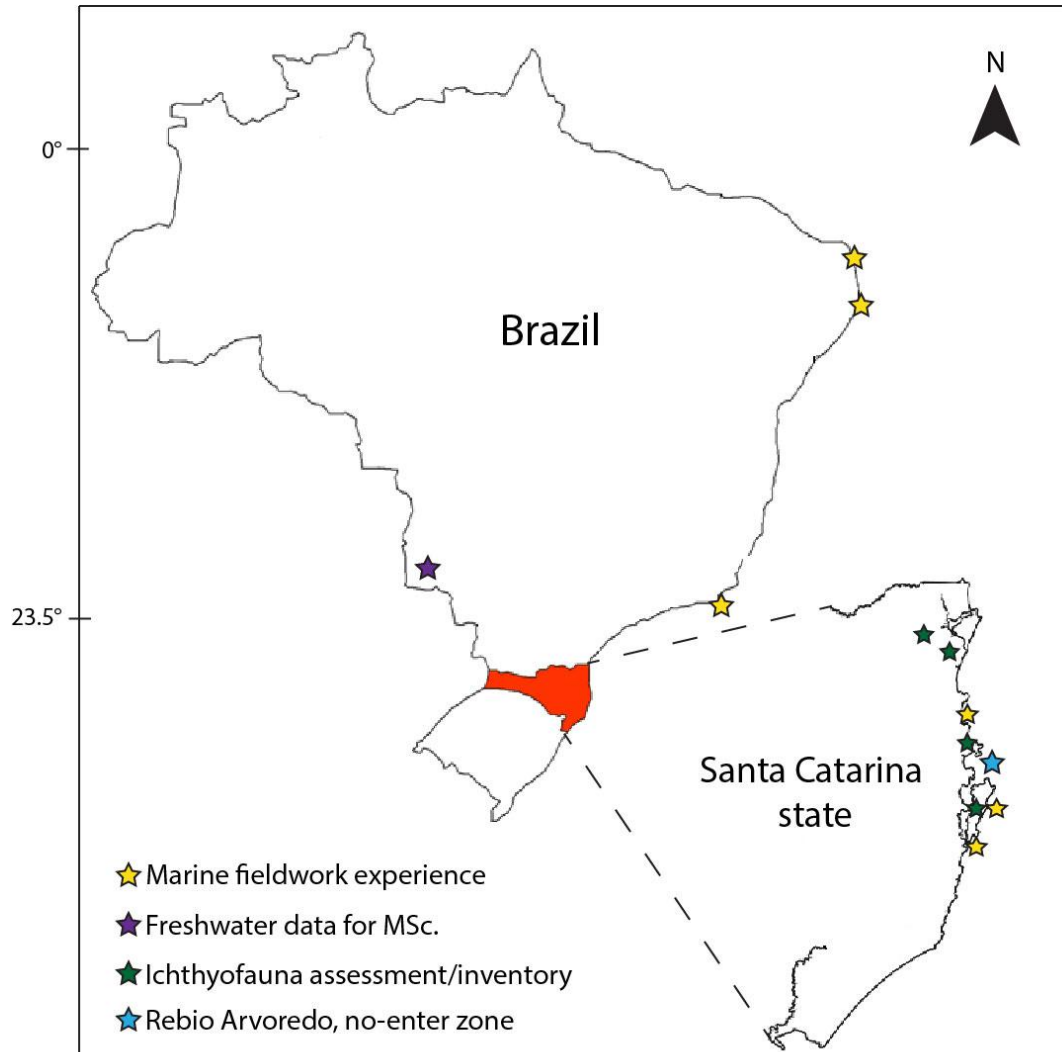 N
0°
Brazil
23.5°
Santa Catarina
state
Marine fieldwork experience
Freshwater data for MSc.
Ichthyofauna assessment/inventory
Rebio Arvoredo, no-enter zone